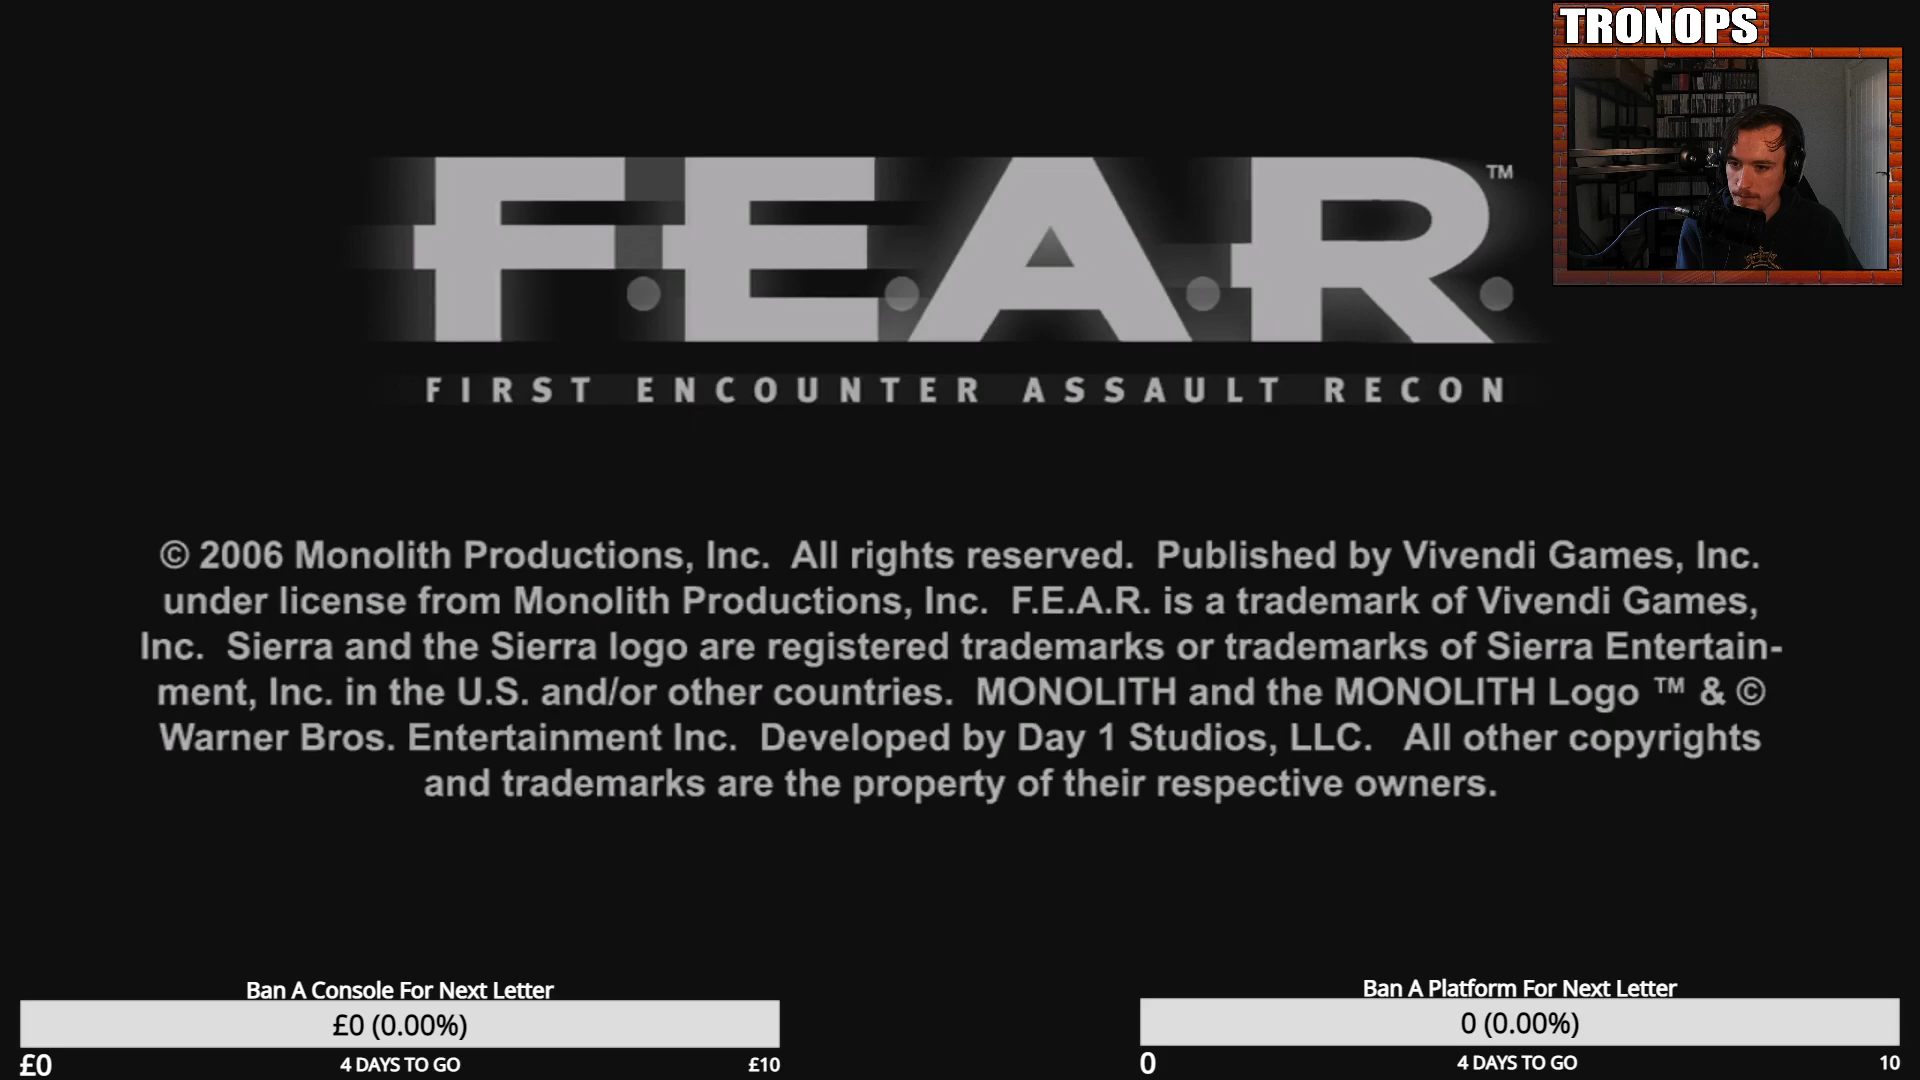 TRONOPS
F.E.A.R.™
FIRST ENCOUNTER ASSAULT RECON
© 2006 Monolith Productions, Inc.  All rights reserved.  Published by Vivendi Games, Inc.
under license from Monolith Productions, Inc.  F.E.A.R. is a trademark of Vivendi Games,
Inc.  Sierra and the Sierra logo are registered trademarks or trademarks of Sierra Entertain-
ment, Inc. in the U.S. and/or other countries.  MONOLITH and the MONOLITH Logo ™ & ©
Warner Bros. Entertainment Inc.  Developed by Day 1 Studios, LLC.   All other copyrights
and trademarks are the property of their respective owners.
Ban A Console For Next Letter
£0 (0.00%)
£0 4 DAYS TO GO £10
Ban A Platform For Next Letter
0 (0.00%)
0 4 DAYS TO GO 10